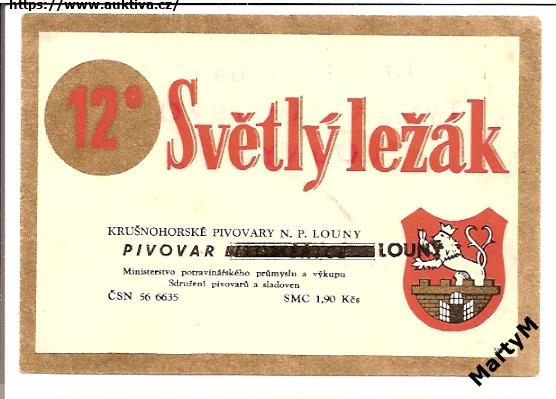 https://www.auktiva.cz/
12° Světlý ležák
KRUŠNOHORSKÉ PIVOVARY N. P. LOUNY
PIVOVAR LOUNY
Ministerstvo potravinářského průmyslu a výkupu
Sdružení pivovarů a sladoven
ČSN 56 6635 SMC 1,90 Kčs
MartyM